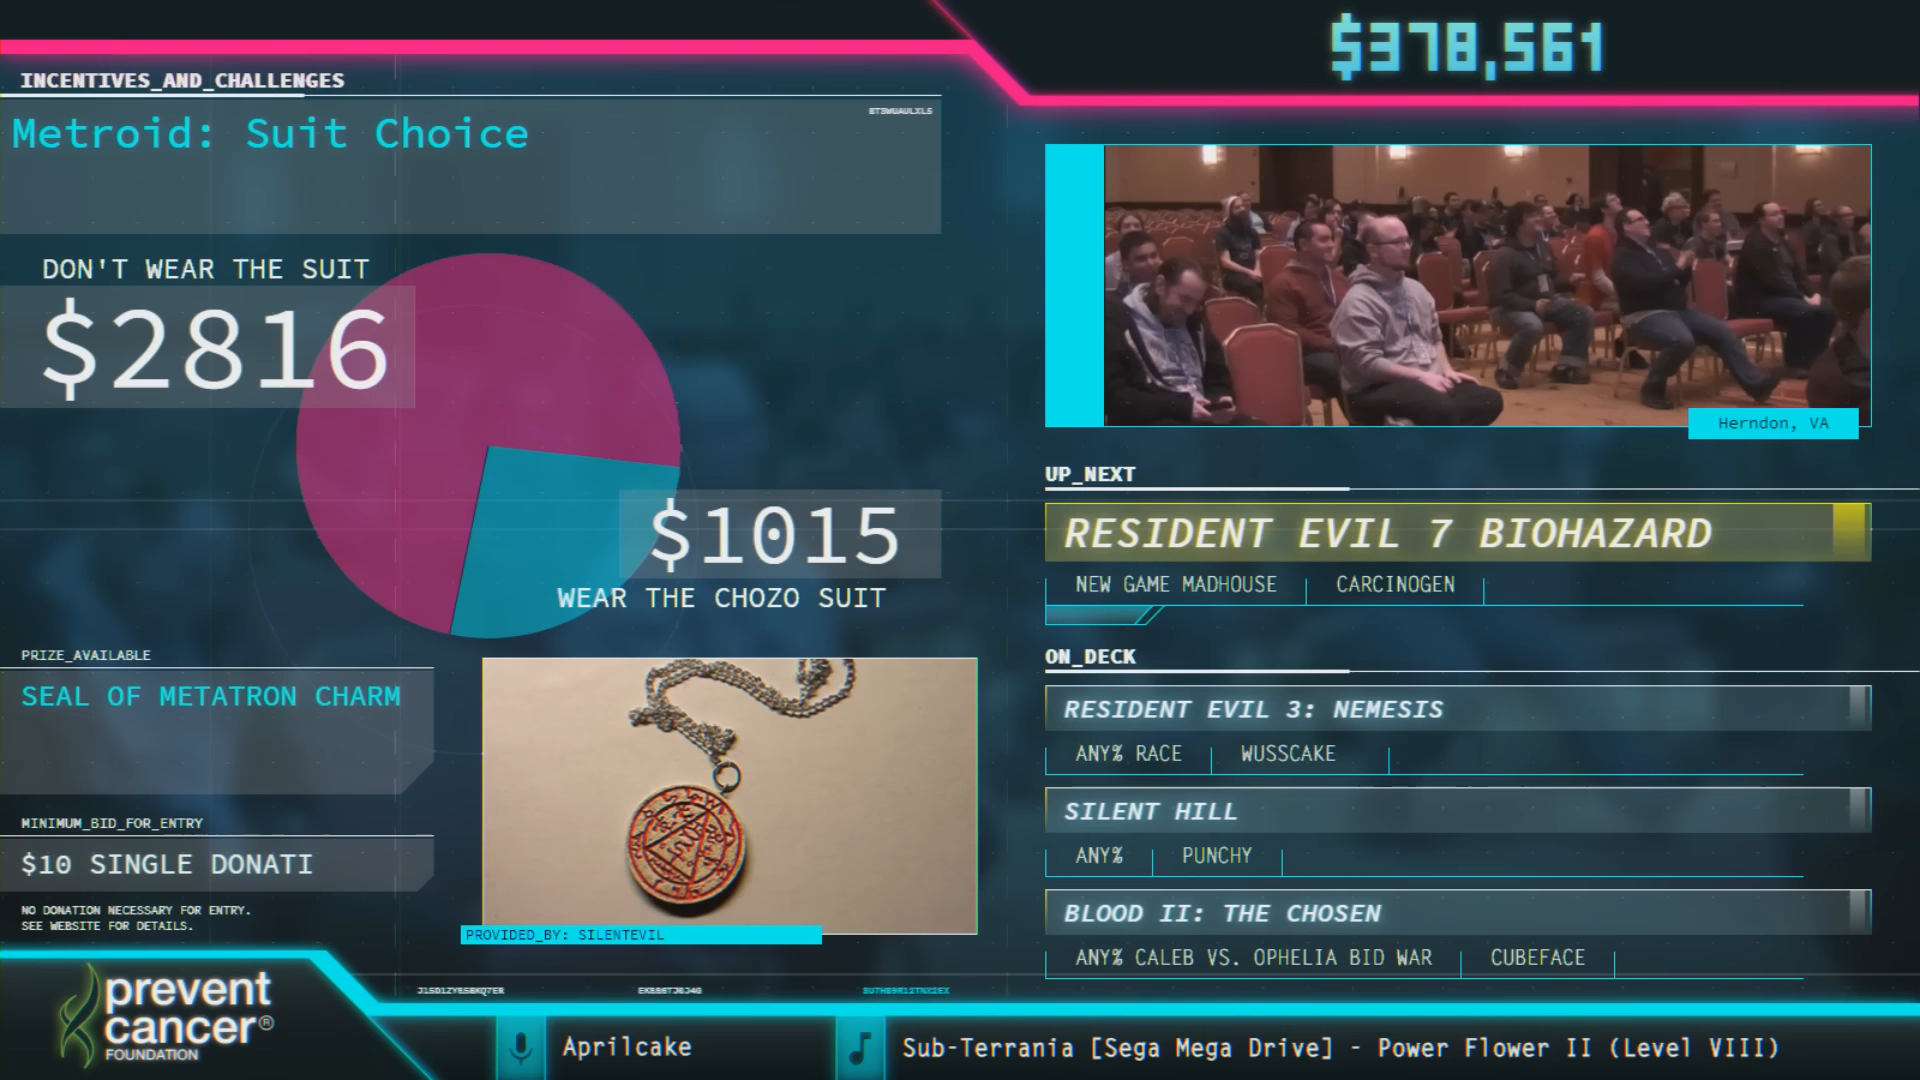 $378,561
INCENTIVES_AND_CHALLENGES
Metroid: Suit Choice
DON'T WEAR THE SUIT
$2816
$1015
WEAR THE CHOZO SUIT
PRIZE_AVAILABLE
SEAL OF METATRON CHARM
MINIMUM_BID_FOR_ENTRY
$10 SINGLE DONATI
NO DONATION NECESSARY FOR ENTRY.
SEE WEBSITE FOR DETAILS.
PROVIDED_BY: SILENTEVIL
Herndon, VA
UP_NEXT
RESIDENT EVIL 7 BIOHAZARD
NEW GAME MADHOUSE CARCINOGEN
ON_DECK
RESIDENT EVIL 3: NEMESIS
ANY% RACE WUSSCAKE
SILENT HILL
ANY% PUNCHY
BLOOD II: THE CHOSEN
ANY% CALEB VS. OPHELIA BID WAR CUBEFACE
prevent
cancer®
FOUNDATION
Aprilcake
Sub-Terrania [Sega Mega Drive] - Power Flower II (Level VIII)